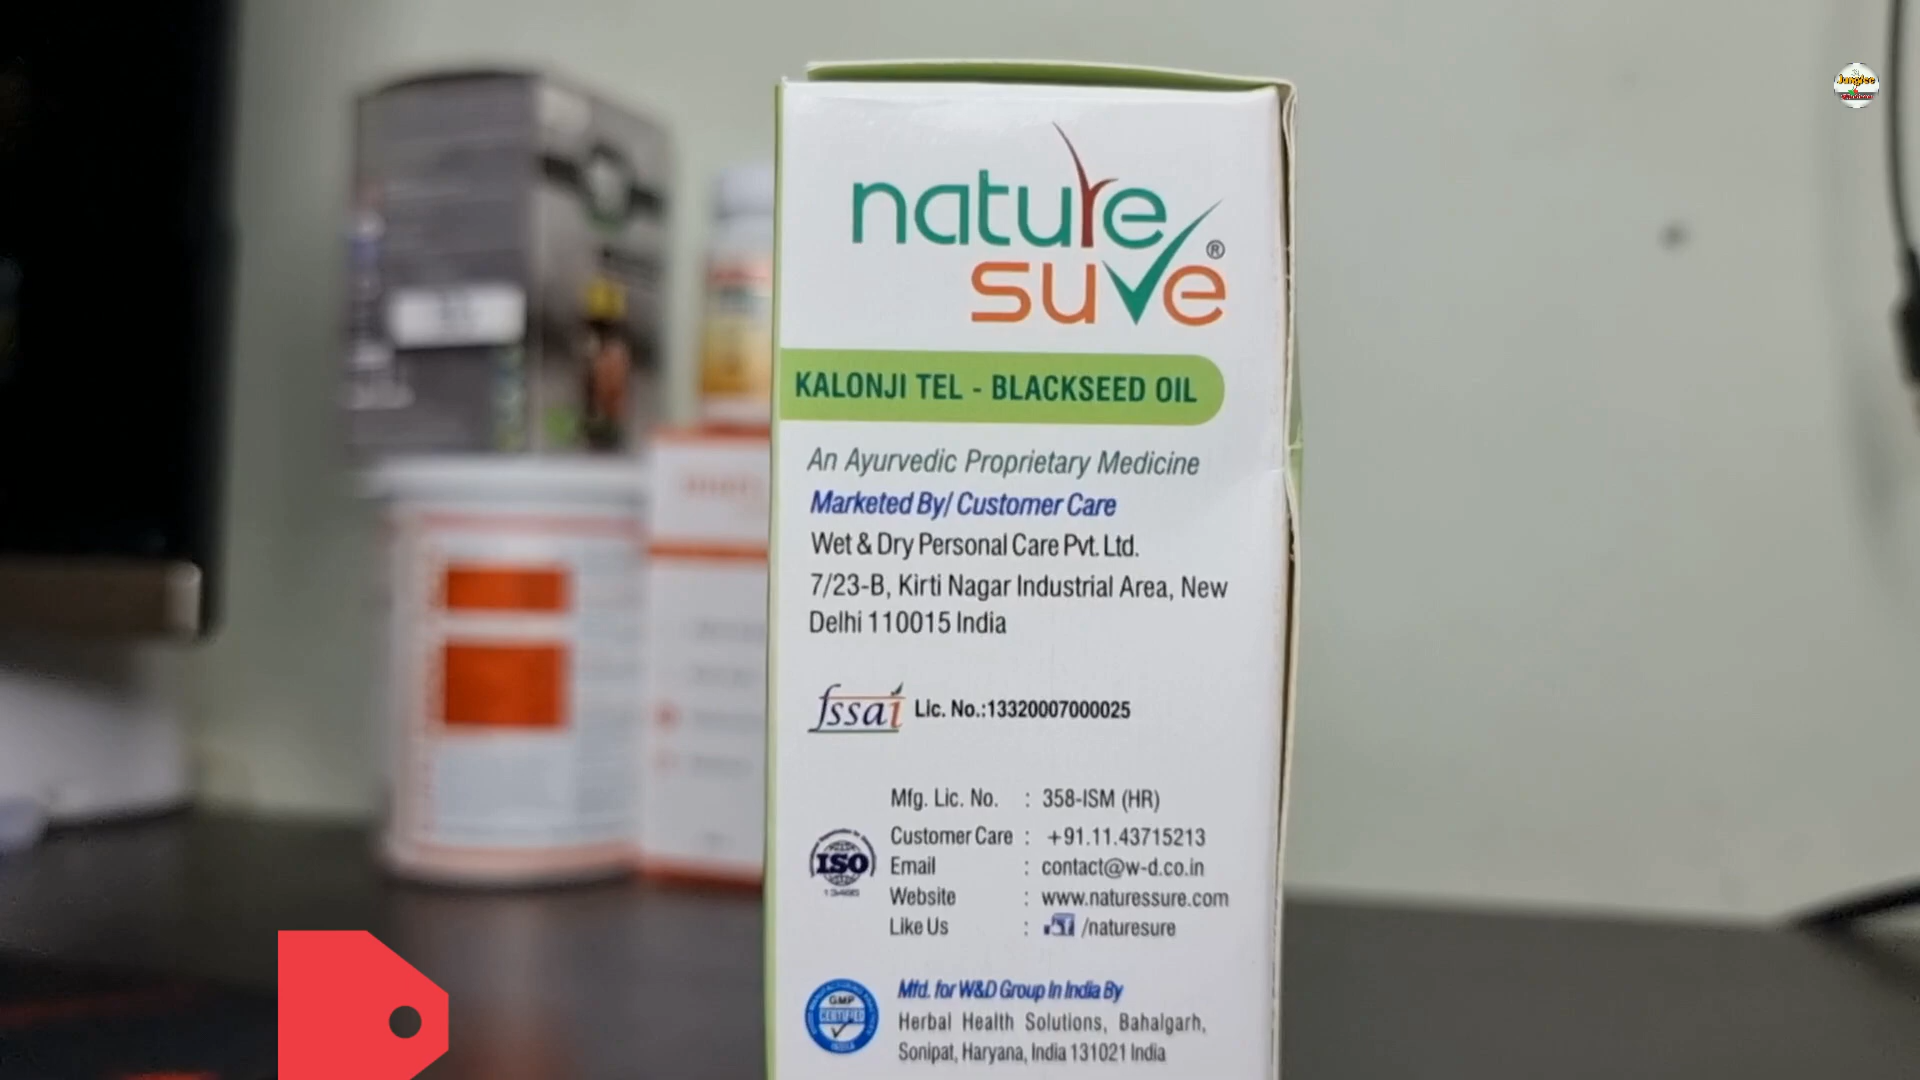 nature
sure®
KALONJI TEL - BLACKSEED OIL
An Ayurvedic Proprietary Medicine
Marketed By/ Customer Care
Wet & Dry Personal Care Pvt. Ltd.
7/23-B, Kirti Nagar Industrial Area, New
Delhi 110015 India
fssai Lic. No.:13320007000025
Mfg. Lic. No. : 358-ISM (HR)
Customer Care : +91.11.43715213
ISO
Email : contact@w-d.co.in
Website : www.naturessure.com
Like Us : /naturesure
GMP
CERTIFIED
Mfd. for W&D Group In India By
Herbal Health Solutions, Bahalgarh,
Sonipat, Haryana, India 131021 India
Junglee